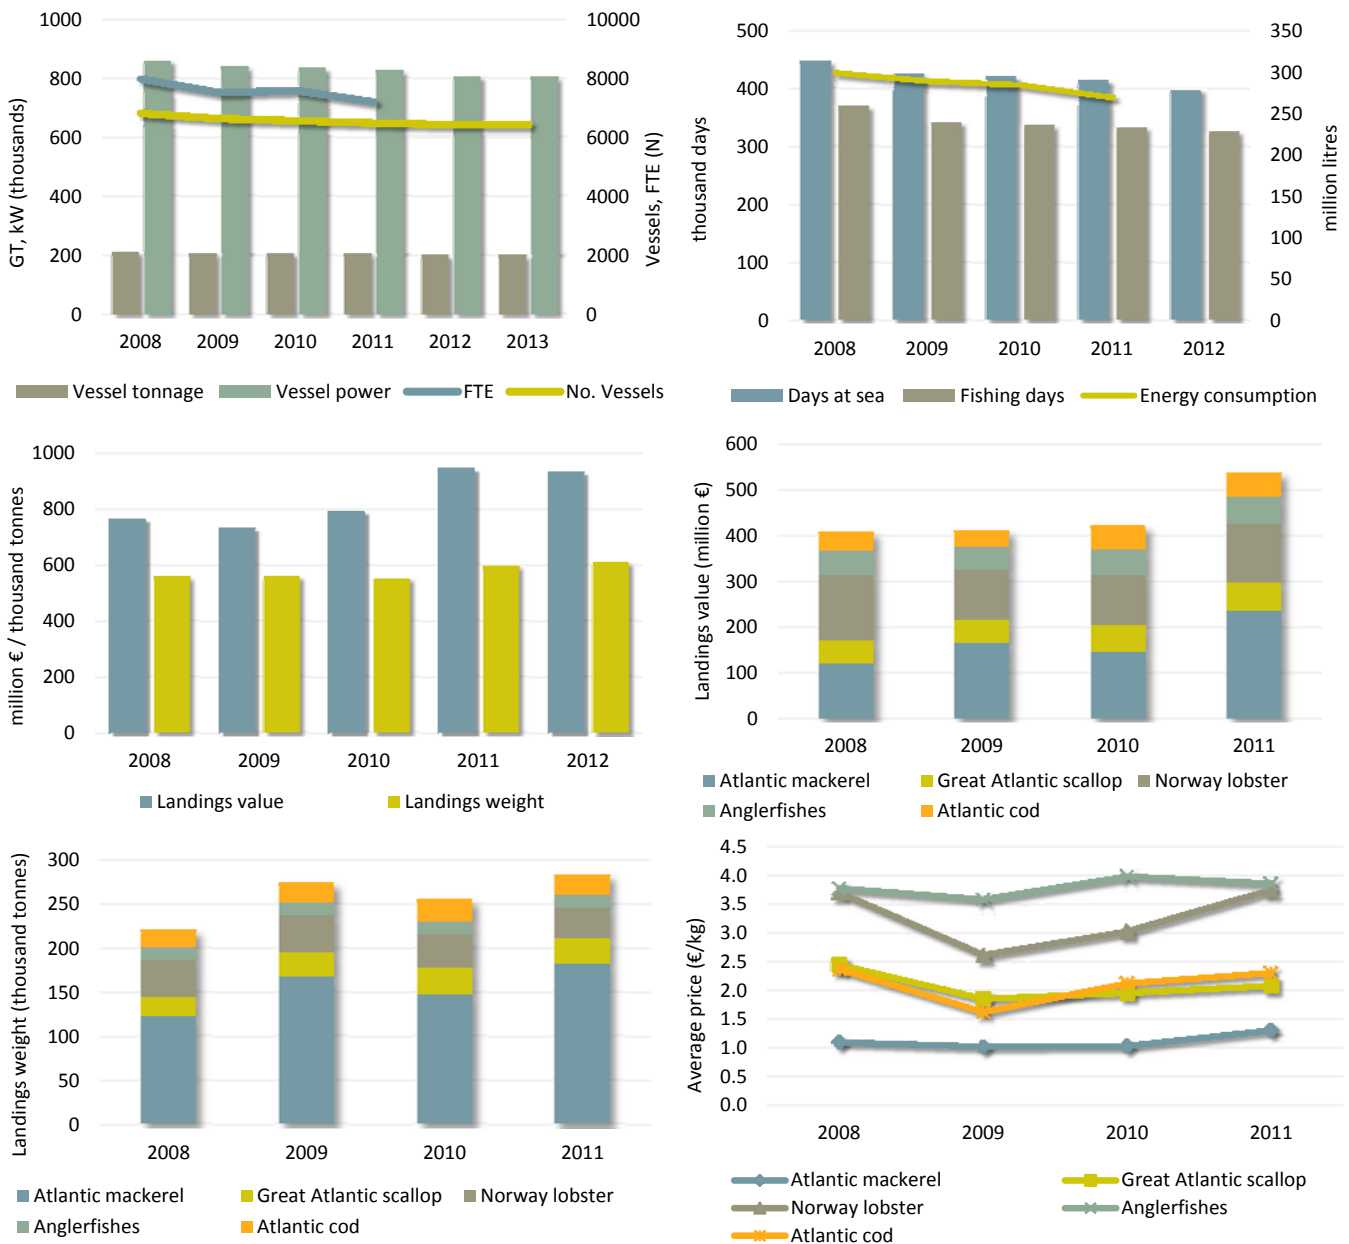 1000
800
600
400
200
0
GT, kW (thousands)
10000
8000
6000
4000
2000
0
Vessels, FTE (N)
2008 2009 2010 2011 2012 2013
Vessel tonnage Vessel power FTE No. Vessels
500
400
300
200
100
0
thousand days
350
300
250
200
150
100
50
0
million litres
2008 2009 2010 2011 2012
Days at sea Fishing days Energy consumption
1000
800
600
400
200
0
million € / thousand tonnes
2008 2009 2010 2011 2012
Landings value Landings weight
600
500
400
300
200
100
0
Landings value (million €)
2008 2009 2010 2011
Atlantic mackerel Great Atlantic scallop Norway lobster
Anglerfishes Atlantic cod
300
250
200
150
100
50
0
Landings weight (thousand tonnes)
2008 2009 2010 2011
Atlantic mackerel Great Atlantic scallop Norway lobster
Anglerfishes Atlantic cod
4.5
4.0
3.5
3.0
2.5
2.0
1.5
1.0
0.5
0.0
Average price (€/kg)
2008 2009 2010 2011
Atlantic mackerel Great Atlantic scallop
Norway lobster Anglerfishes
Atlantic cod